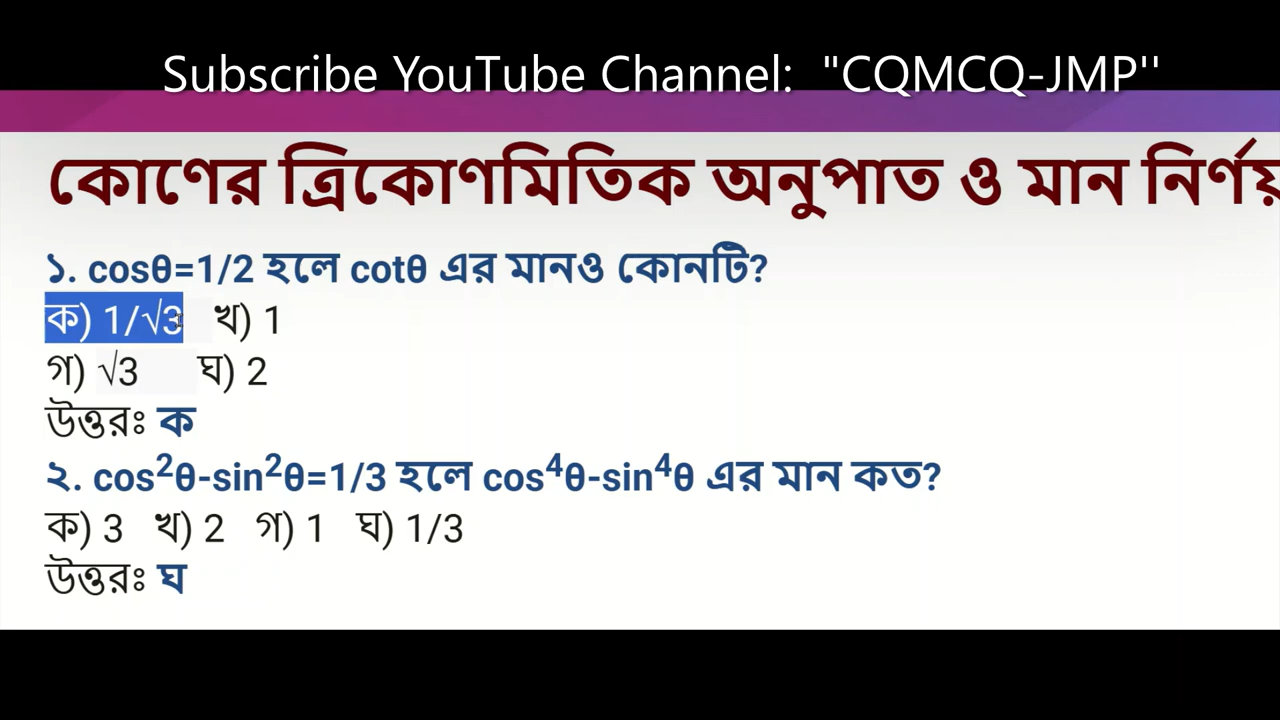 Subscribe YouTube Channel: "CQMCQ-JMP''
কোণের ত্রিকোণমিতিক অনুপাত ও মান নির্ণয়
১. cosθ=1/2 হলে cotθ এর মানও কোনটি?
ক) 1/√3 খ) 1
গ) √3 ঘ) 2
উত্তরঃ ক
২. cos²θ-sin²θ=1/3 হলে cos⁴θ-sin⁴θ এর মান কত?
ক) 3 খ) 2 গ) 1 ঘ) 1/3
উত্তরঃ ঘ